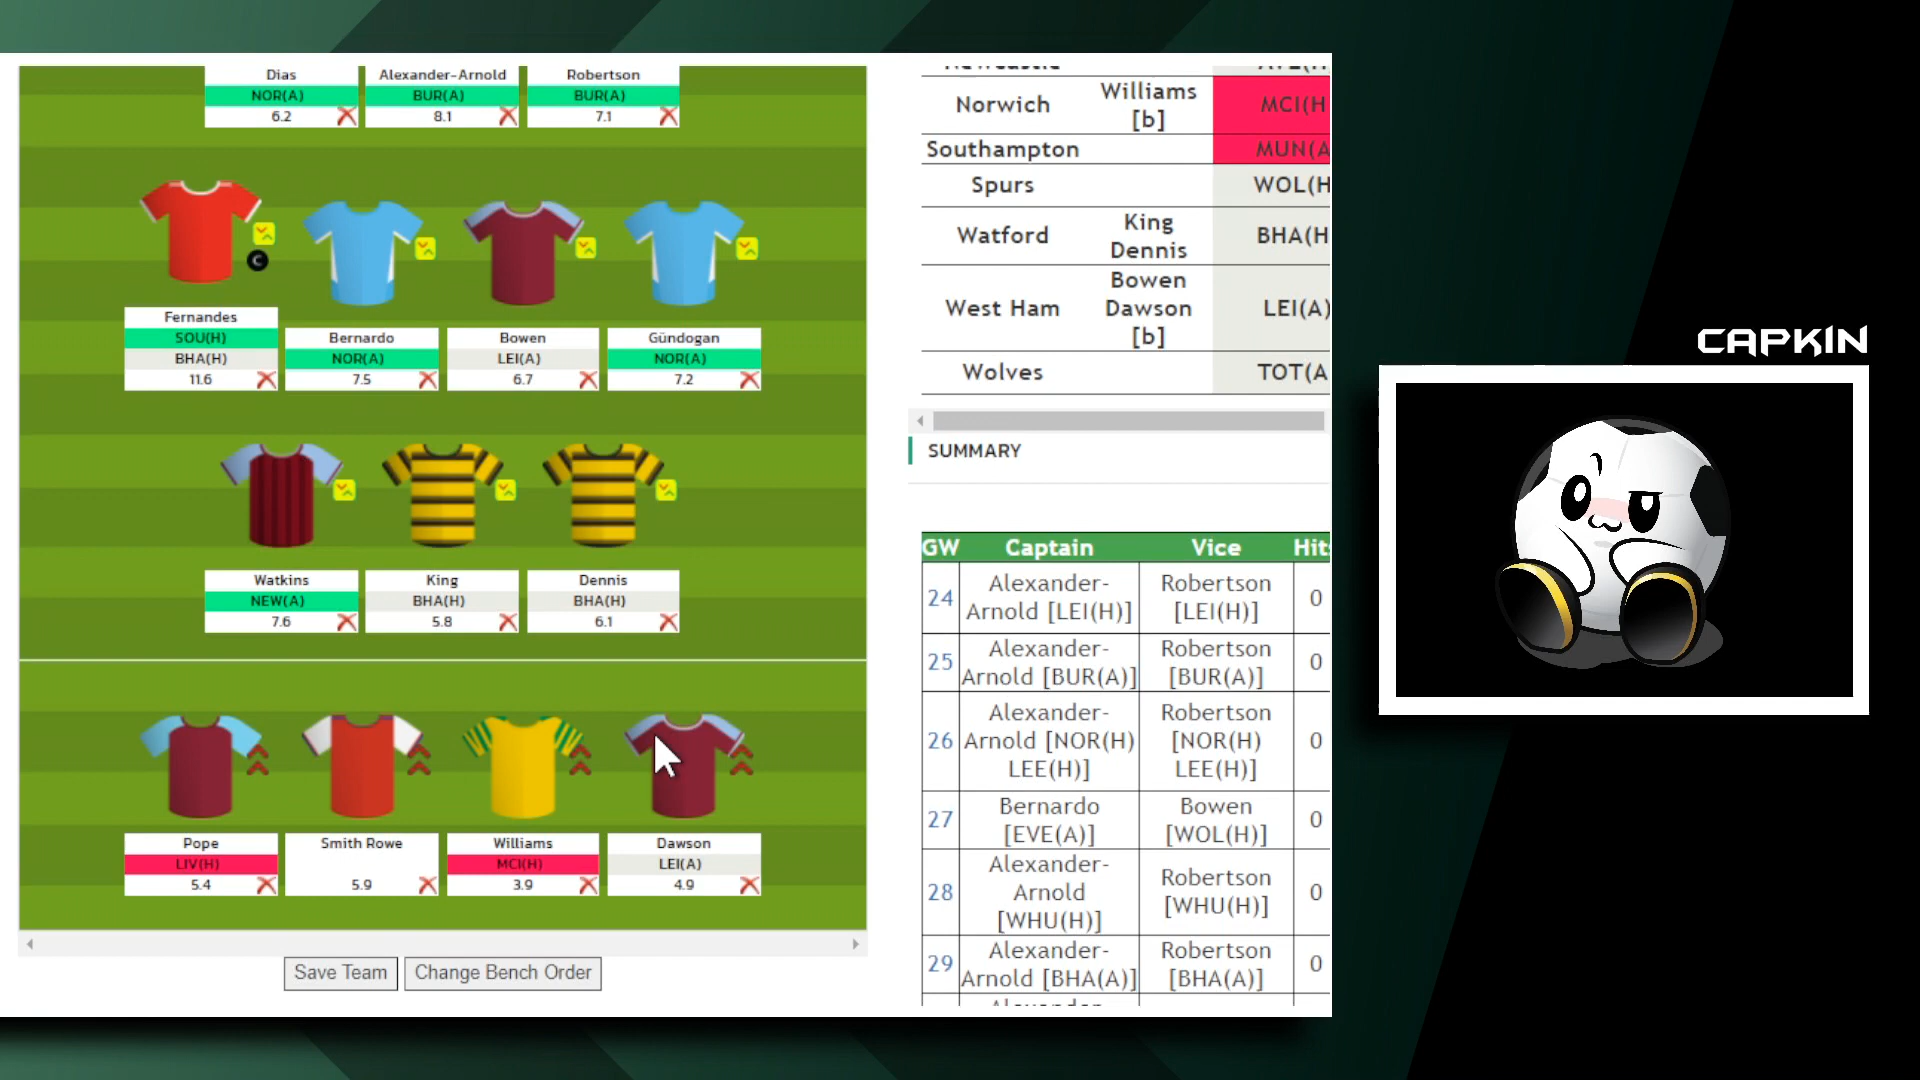 Dias
NOR(A)
6.2
Alexander-Arnold
BUR(A)
8.1
Robertson
BUR(A)
7.1
Fernandes
SOU(H)
BHA(H)
11.6
C
Bernardo
NOR(A)
7.5
Bowen
LEI(A)
6.7
Gündogan
NOR(A)
7.2
Watkins
NEW(A)
7.6
King
BHA(H)
5.8
Dennis
BHA(H)
6.1
Pope
LIV(H)
5.4
Smith Rowe
5.9
Williams
MCI(H)
3.9
Dawson
LEI(A)
4.9
Save Team
Change Bench Order
Norwich
Williams
[b]
MCI(H
Southampton
MUN(A
Spurs
WOL(H
Watford
King
Dennis
BHA(H
West Ham
Bowen
Dawson
[b]
LEI(A)
Wolves
TOT(A
SUMMARY
GW Captain Vice Hit
24
Alexander-
Arnold [LEI(H)]
Robertson
[LEI(H)]
0
25
Alexander-
Arnold [BUR(A)]
Robertson
[BUR(A)]
0
26
Alexander-
Arnold [NOR(H)
LEE(H)]
Robertson
[NOR(H)
LEE(H)]
0
27
Bernardo
[EVE(A)]
Bowen
[WOL(H)]
0
28
Alexander-
Arnold
[WHU(H)]
Robertson
[WHU(H)]
0
29
Alexander-
Arnold [BHA(A)]
Robertson
[BHA(A)]
0
CAPKIN